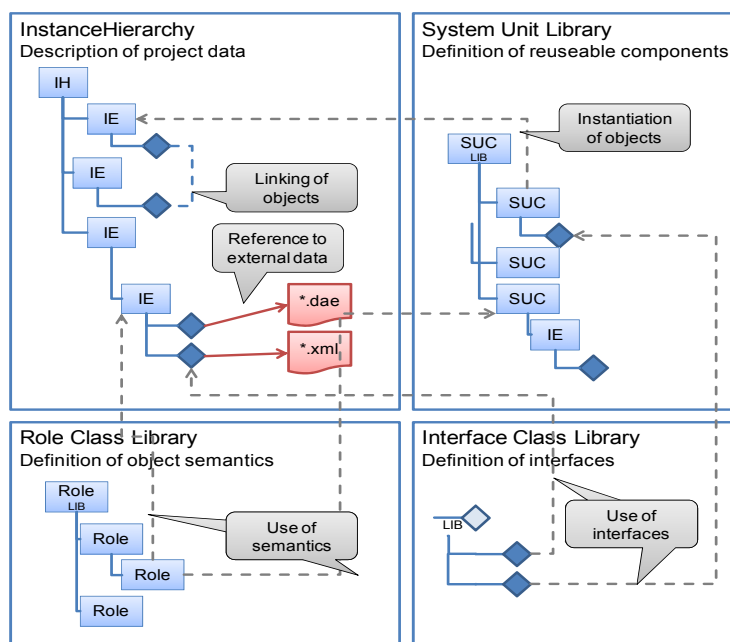 InstanceHierarchy
Description of project data
IH
IE
IE
Linking of
objects
IE
Reference to
external data
IE
*.dae
*.xml
System Unit Library
Definition of reuseable components
Instantiation
of objects
SUC
LIB
SUC
SUC
SUC
IE
Role Class Library
Definition of object semantics
Role
LIB
Role
Role
Role
Use of
semantics
Interface Class Library
Definition of interfaces
LIB
Use of
interfaces